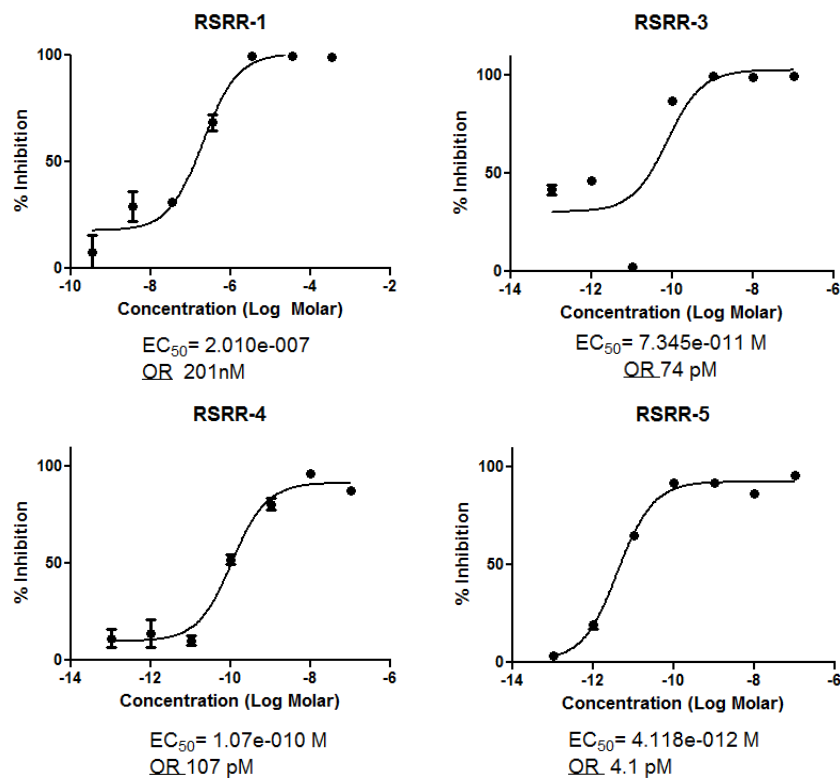 RSRR-1
100
50
0
% Inhibition
-10
-8
-6
-4
-2
Concentration (Log Molar)
EC50= 2.010e-007
OR 201nM
RSRR-3
100
50
0
% Inhibition
-14
-12
-10
-8
-6
Concentration (Log Molar)
EC50= 7.345e-011 M
OR 74 pM
RSRR-4
100
50
0
% Inhibition
-14
-12
-10
-8
-6
Concentration (Log Molar)
EC50= 1.07e-010 M
OR 107 pM
RSRR-5
100
50
0
% Inhibition
-14
-12
-10
-8
-6
Concentration (Log Molar)
EC50= 4.118e-012 M
OR 4.1 pM